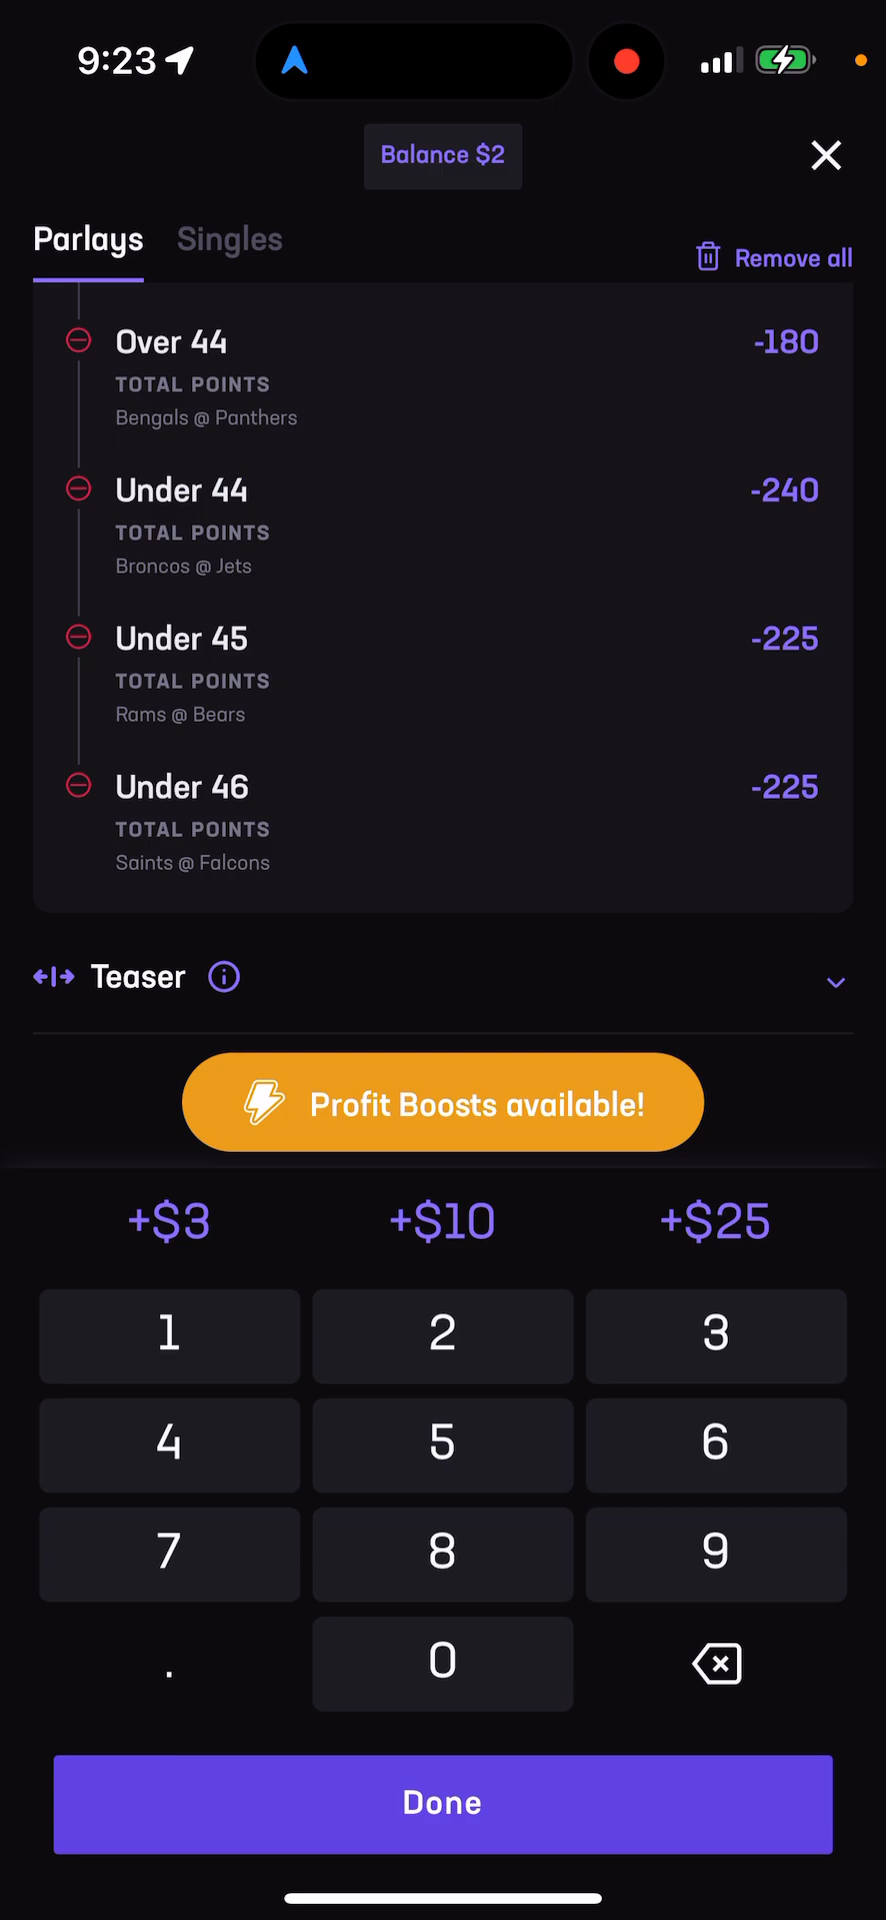 9:23
Balance $2
Parlays Singles
Remove all
Over 44 -180
TOTAL POINTS
Bengals @ Panthers
Under 44 -240
TOTAL POINTS
Broncos @ Jets
Under 45 -225
TOTAL POINTS
Rams @ Bears
Under 46 -225
TOTAL POINTS
Saints @ Falcons
Teaser
Profit Boosts available!
+$3 +$10 +$25
1 2 3
4 5 6
7 8 9
. 0
Done